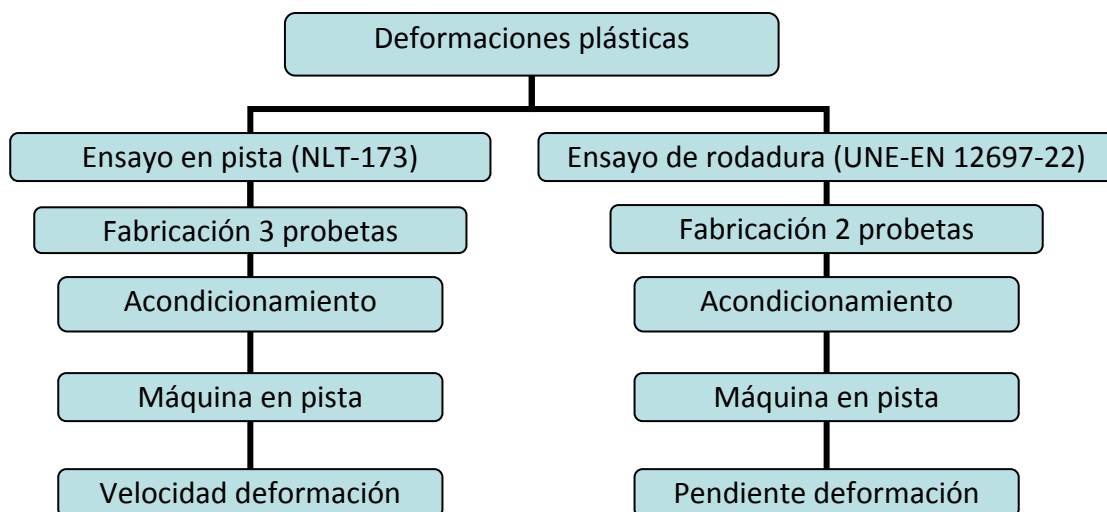 Deformaciones plásticas
Ensayo en pista (NLT-173)
Ensayo de rodadura (UNE-EN 12697-22)
Fabricación 3 probetas
Fabricación 2 probetas
Acondicionamiento
Acondicionamiento
Máquina en pista
Máquina en pista
Velocidad deformación
Pendiente deformación